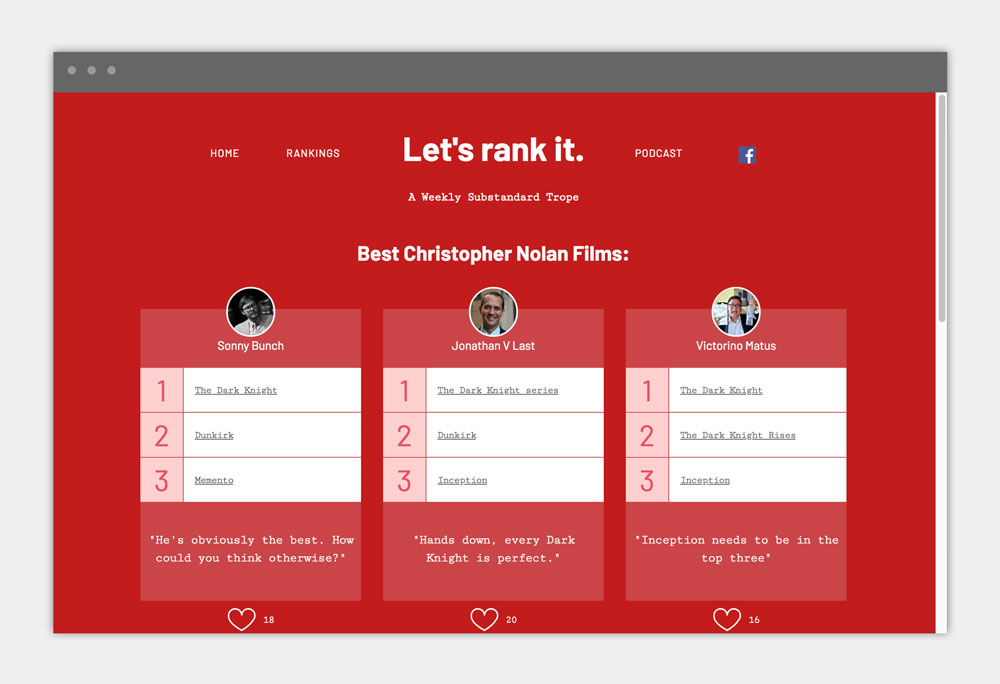 HOME
RANKINGS
Let's rank it.
PODCAST
A Weekly Substandard Trope
Best Christopher Nolan Films:
Sonny Bunch
1 The Dark Knight
2 Dunkirk
3 Memento
"He's obviously the best. How
could you think otherwise?"
18
Jonathan V Last
1 The Dark Knight series
2 Dunkirk
3 Inception
"Hands down, every Dark
Knight is perfect."
20
Victorino Matus
1 The Dark Knight
2 The Dark Knight Rises
3 Inception
"Inception needs to be in the
top three"
16